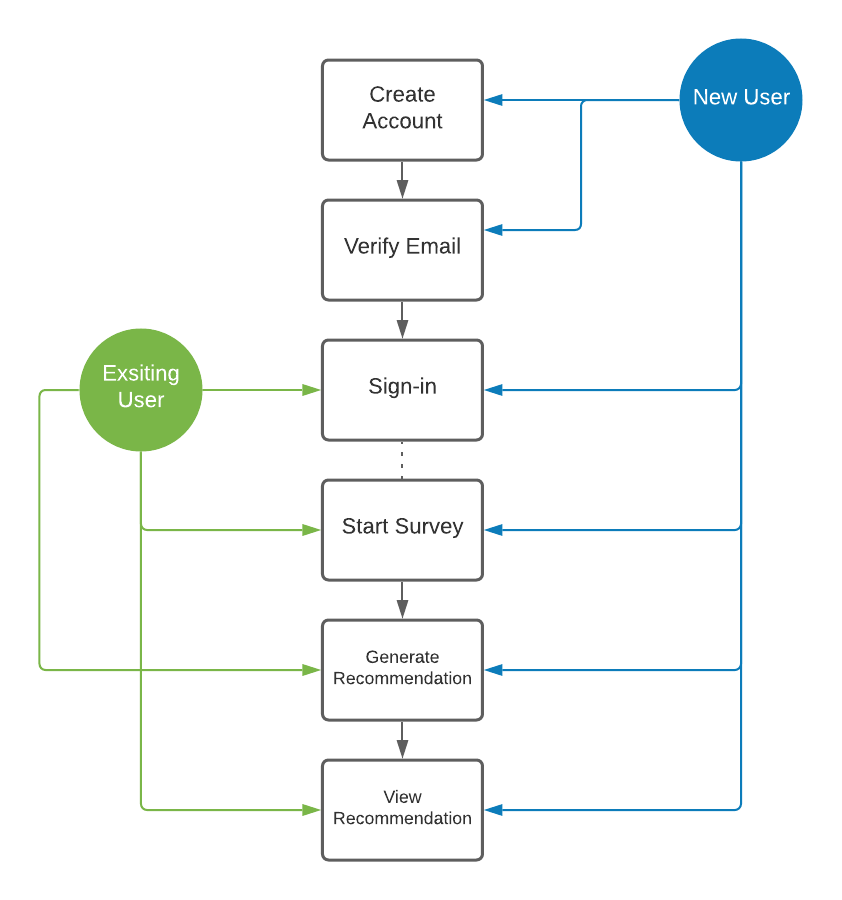 Create
Account
New User
Verify Email
Exsiting
User
Sign-in
Start Survey
Generate
Recommendation
View
Recommendation